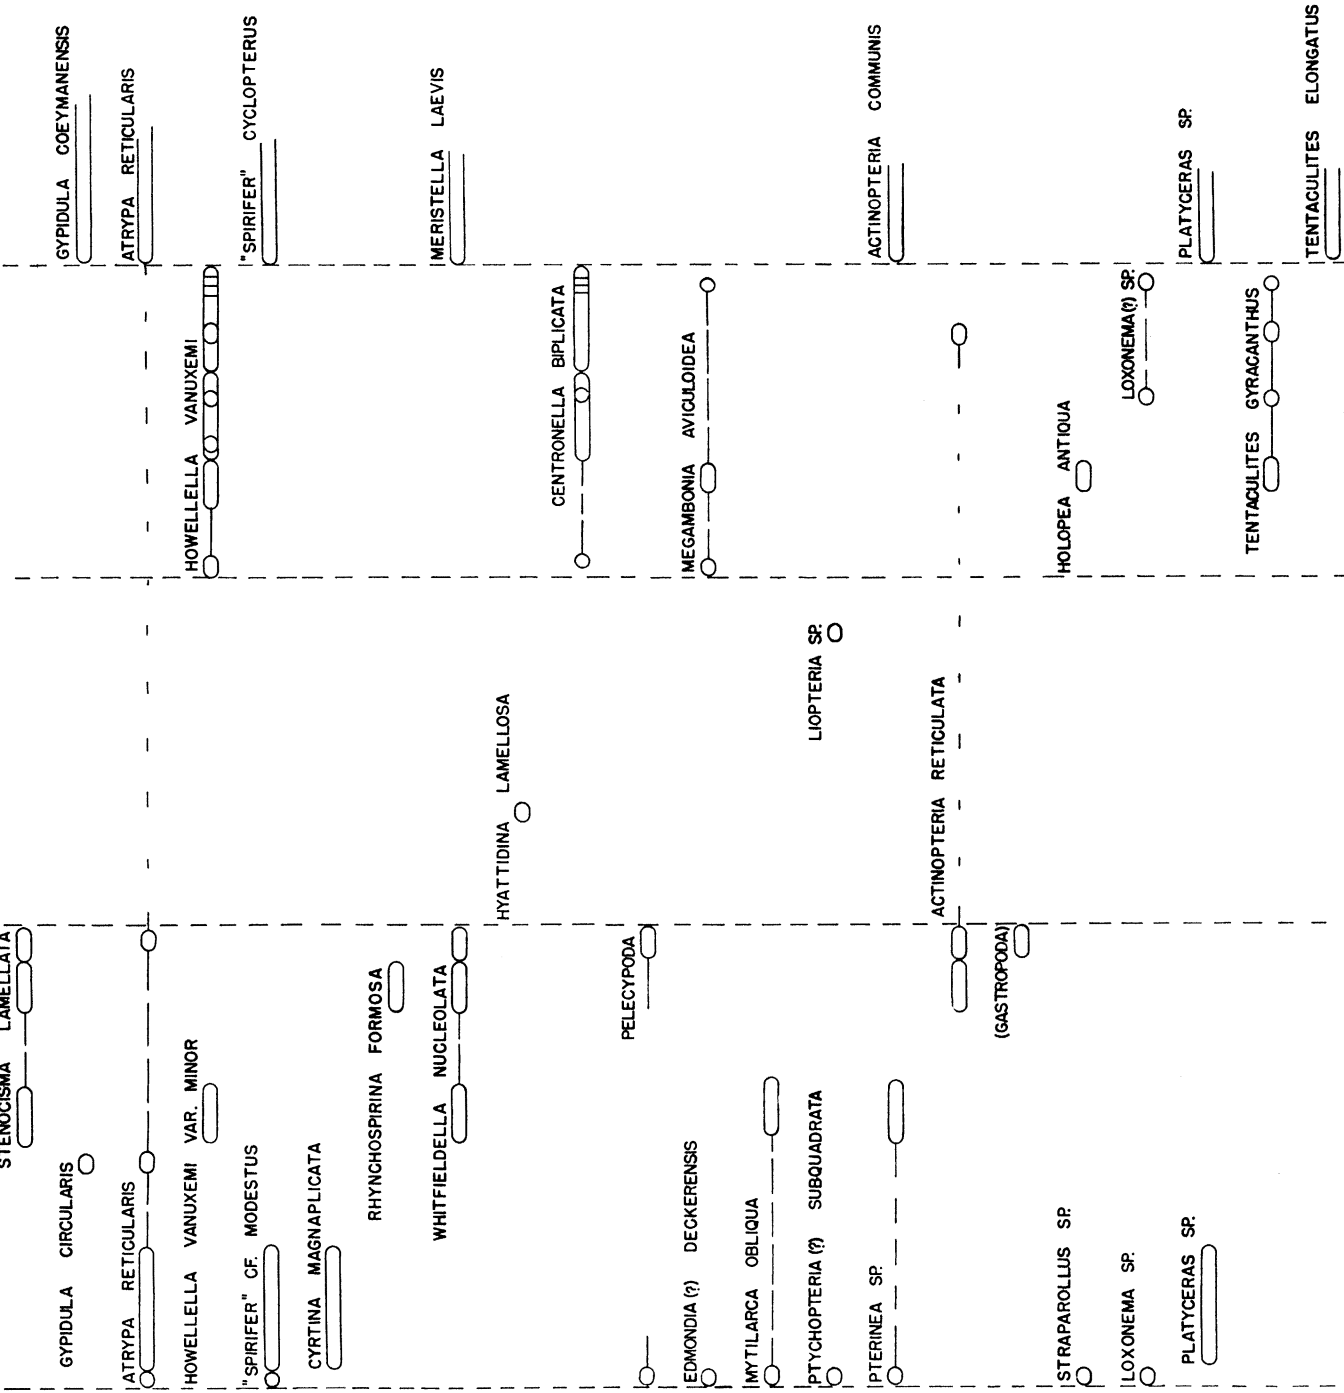 GYPIDULA COEYMANENSIS
ATRYPA RETICULARIS
"SPIRIFER" CYCLOPTERUS
MERISTELLA LAEVIS
ACTINOPTERIA COMMUNIS
PLATYCERAS SP.
TENTACULITES ELONGATUS
HOWELLELLA VANUXEMI
CENTRONELLA BIPLICATA
MEGAMBONIA AVICULOIDEA
HOLOPEA ANTIQUA
LOXONEMA(?) SP.
TENTACULITES GYRACANTHUS
HYATTIDINA LAMELLOSA
LIOPTERIA SP.
ACTINOPTERIA RETICULATA
STENOCISMA LAMELLATA
GYPIDULA CIRCULARIS
ATRYPA RETICULARIS
HOWELLELLA VANUXEMI VAR. MINOR
"SPIRIFER" CF. MODESTUS
CYRTINA MAGNAPLICATA
RHYNCHOSPIRINA FORMOSA
WHITFIELDELLA NUCLEOLATA
PELECYPODA
EDMONDIA(?) DECKERENSIS
MYTILARCA OBLIQUA
PTYCHOPTERIA(?) SUBQUADRATA
PTERINEA SP.
(GASTROPODA)
STRAPAROLLUS SP.
LOXONEMA SP.
PLATYCERAS SP.